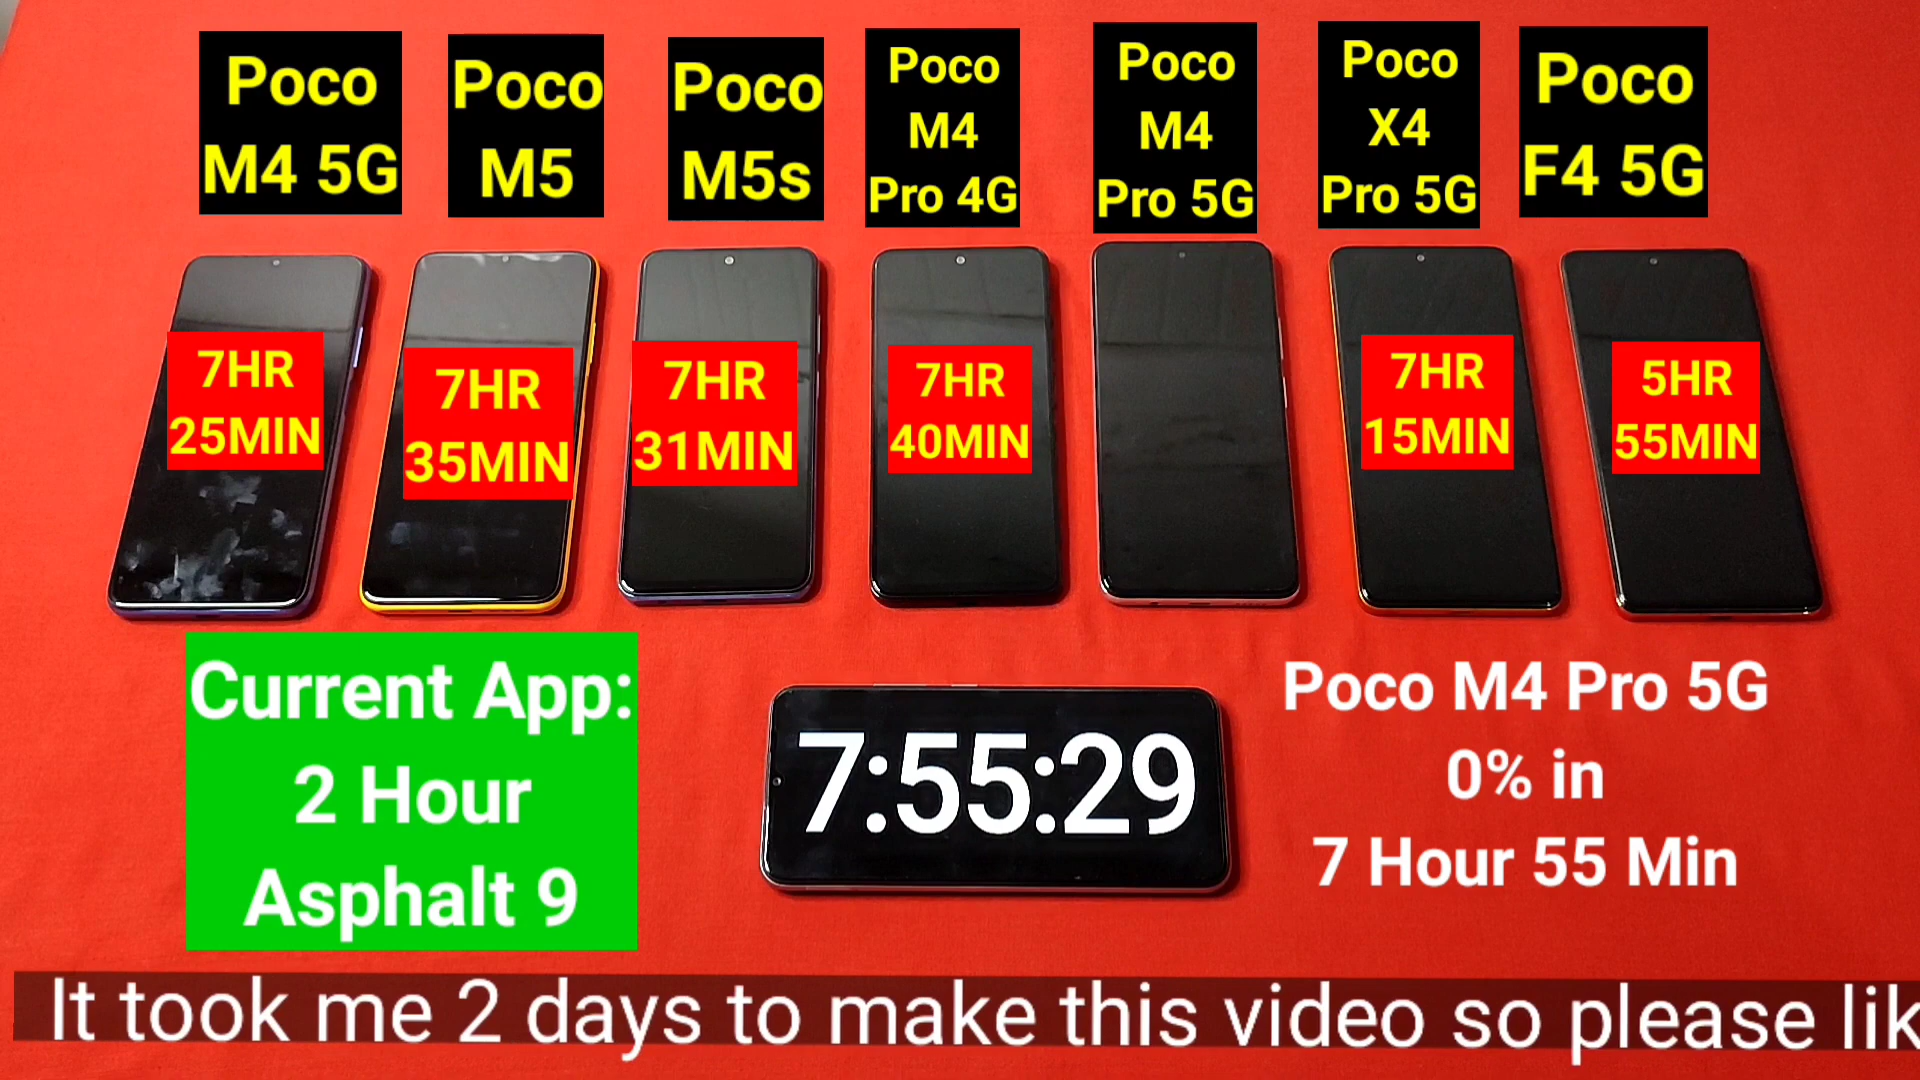 Poco
M4 5G
Poco
M5
Poco
M5s
Poco
M4
Pro 4G
Poco
M4
Pro 5G
Poco
X4
Pro 5G
Poco
F4 5G
7HR
25MIN
7HR
35MIN
7HR
31MIN
7HR
40MIN
7HR
15MIN
5HR
55MIN
Current App:
2 Hour
Asphalt 9
7:55:29
Poco M4 Pro 5G
0% in
7 Hour 55 Min
It took me 2 days to make this video so please lik